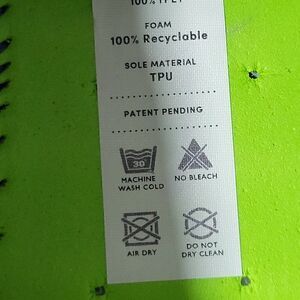 FOAM
100% Recyclable
SOLE MATERIAL
TPU
PATENT PENDING
30°
MACHINE
WASH COLD
NO BLEACH
AIR DRY
DO NOT
DRY CLEAN